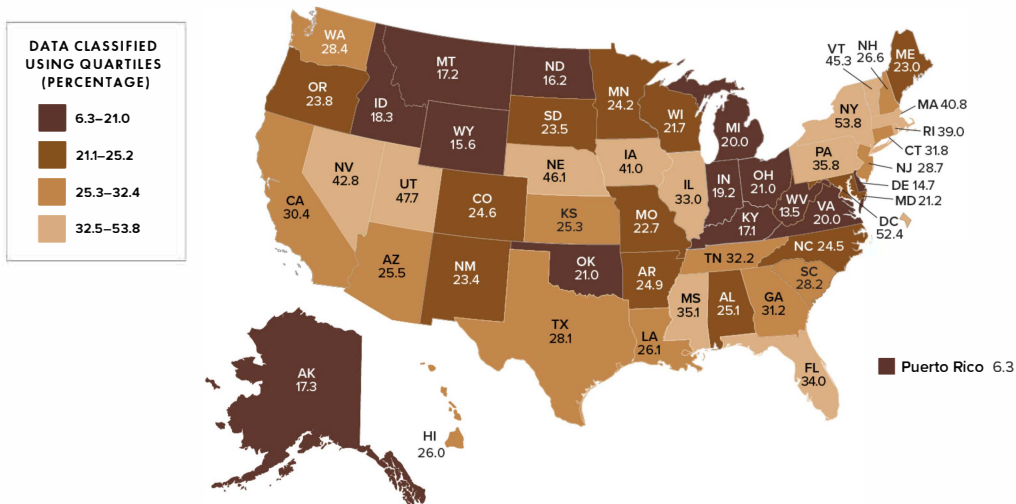 DATA CLASSIFIED
USING QUARTILES
(PERCENTAGE)
6.3–21.0
21.1–25.2
25.3–32.4
32.5–53.8
WA
28.4
OR
23.8
ID
18.3
MT
17.2
ND
16.2
MN
24.2
WI
21.7
MI
20.0
VT
45.3
NH
26.6
ME
23.0
NY
53.8
MA 40.8
RI 39.0
CT 31.8
NJ 28.7
DE 14.7
MD 21.2
DC
52.4
PA
35.8
SD
23.5
WY
15.6
NE
46.1
IA
41.0
IL
33.0
IN
19.2
OH
21.0
WV
13.5
VA
20.0
KY
17.1
NV
42.8
UT
47.7
CO
24.6
KS
25.3
MO
22.7
CA
30.4
AZ
25.5
NM
23.4
OK
21.0
AR
24.9
TN 32.2
NC 24.5
SC
28.2
MS
35.1
AL
25.1
GA
31.2
TX
28.1
LA
26.1
FL
34.0
AK
17.3
HI
26.0
Puerto Rico 6.3